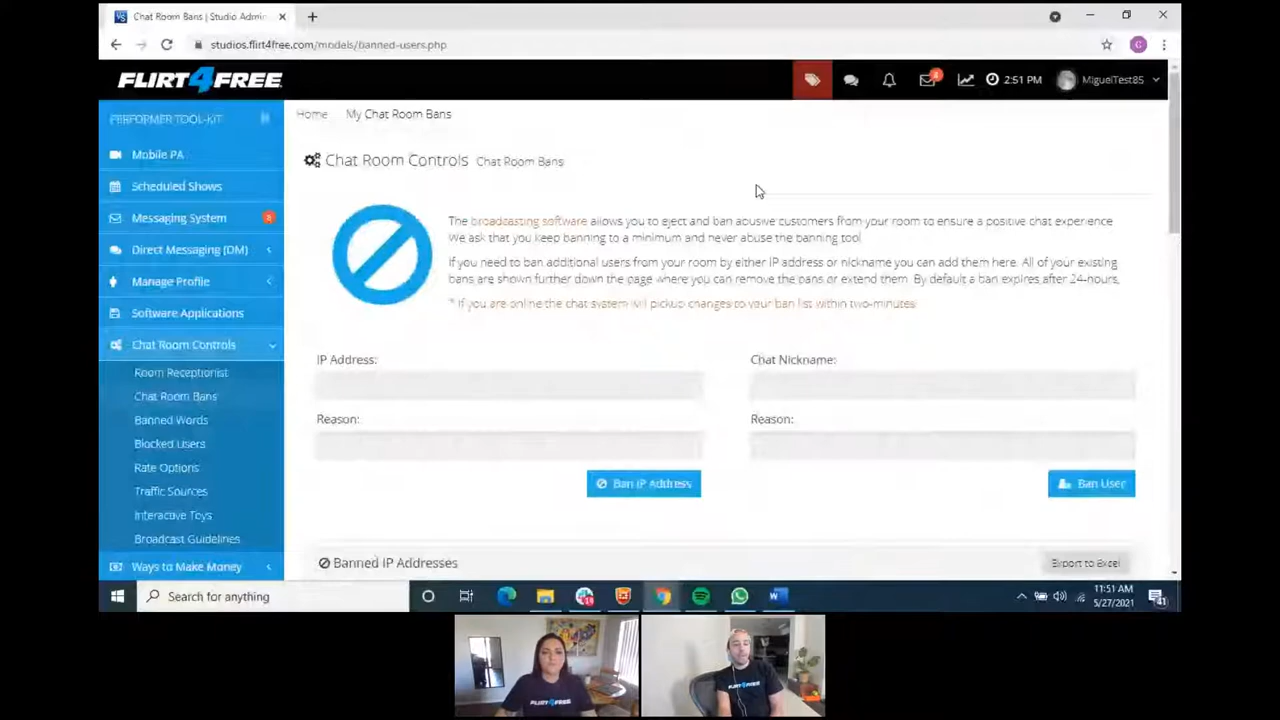 Chat Room Bans | Studio Admin
studios.flirt4free.com/models/banned-users.php
FLIRT4FREE
2:51 PM
MiguelTest85
PERFORMER TOOL-KIT
Home My Chat Room Bans
Mobile PA
Scheduled Shows
Messaging System
Direct Messaging (DM)
Manage Profile
Software Applications
Chat Room Controls
Room Receptionist
Chat Room Bans
Banned Words
Blocked Users
Rate Options
Traffic Sources
Interactive Toys
Broadcast Guidelines
Ways to Make Money
Chat Room Controls Chat Room Bans
The broadcasting software allows you to eject and ban abusive customers from your room to ensure a positive chat experience
We ask that you keep banning to a minimum and never abuse the banning tool
If you need to ban additional users from your room by either IP address or nickname you can add them here. All of your existing
bans are shown further down the page where you can remove the bans or extend them. By default a ban expires after 24-hours.
* If you are online the chat system will pickup changes to your ban list within two-minutes
IP Address:
Chat Nickname:
Reason:
Reason:
Ban IP Address
Ban User
Banned IP Addresses
Export to Excel
Search for anything
11:51 AM
5/27/2021
41
FLIRT4FREE
FLIRT4FREE